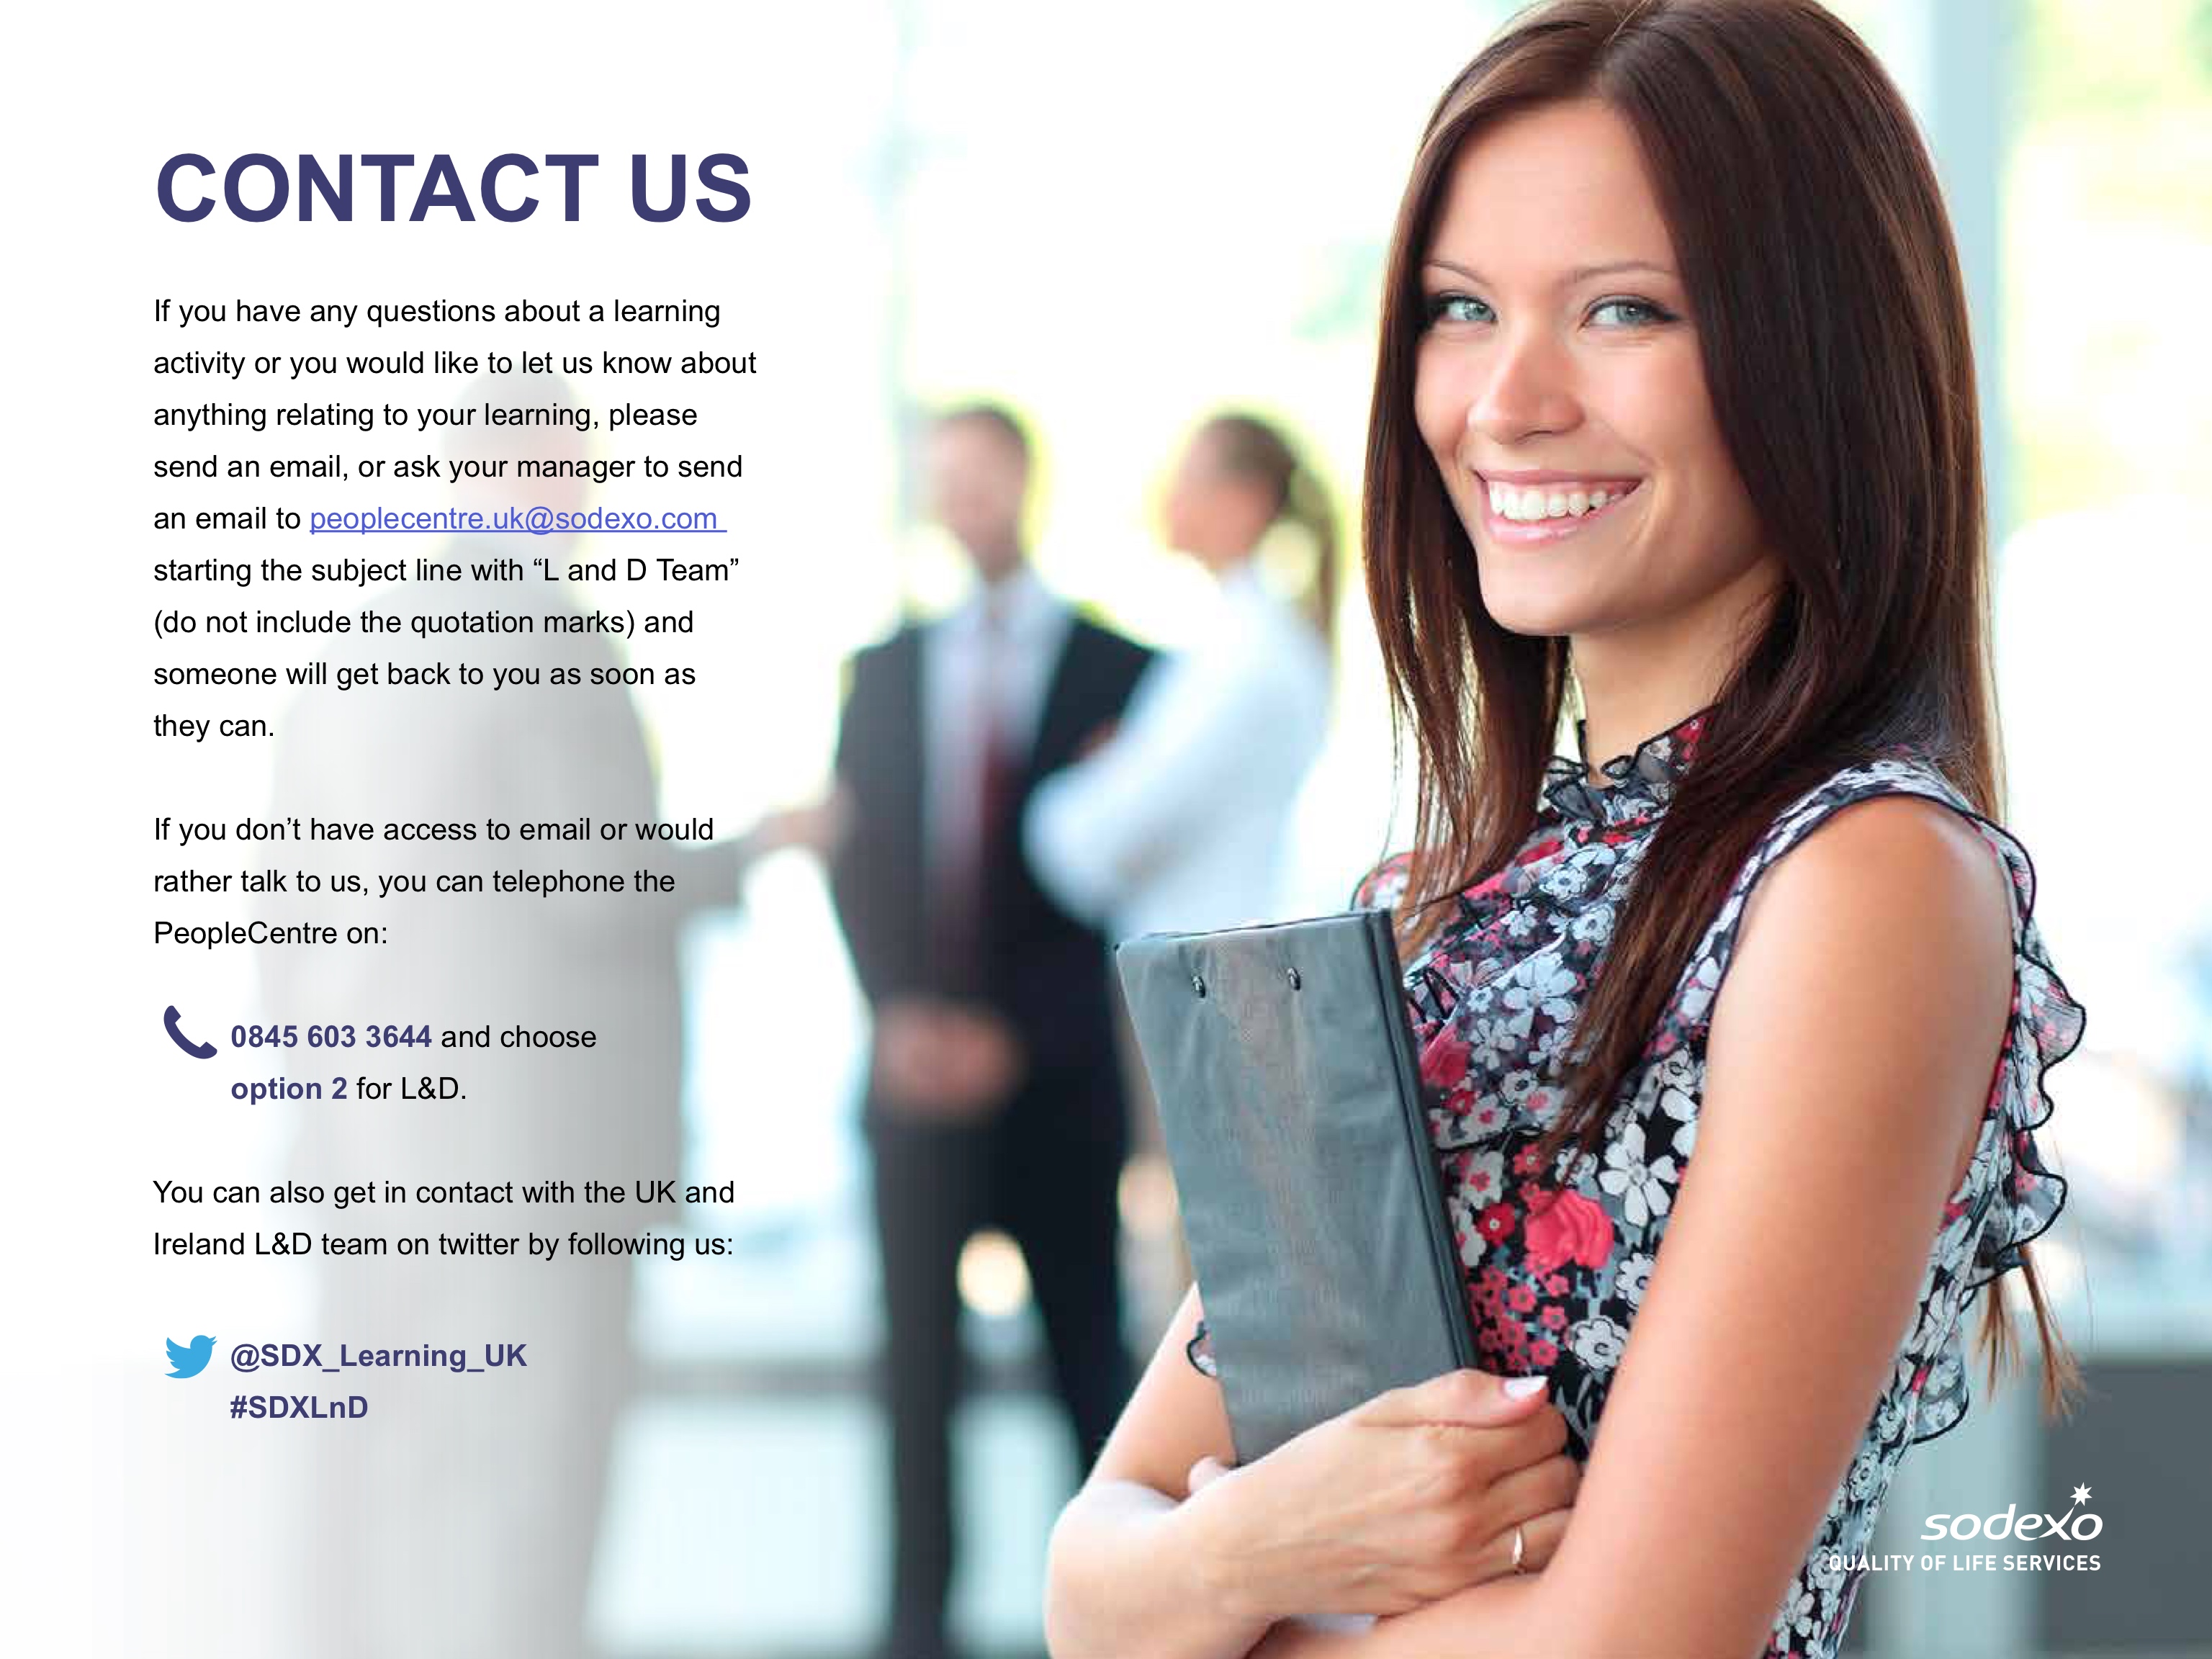 CONTACT US
If you have any questions about a learning
activity or you would like to let us know about
anything relating to your learning, please
send an email, or ask your manager to send
an email to peoplecentre.uk@sodexo.com
starting the subject line with “L and D Team”
(do not include the quotation marks) and
someone will get back to you as soon as
they can.
If you don’t have access to email or would
rather talk to us, you can telephone the
PeopleCentre on:
0845 603 3644 and choose
option 2 for L&D.
You can also get in contact with the UK and
Ireland L&D team on twitter by following us:
@SDX_Learning_UK
#SDXLnD
sodexo
QUALITY OF LIFE SERVICES